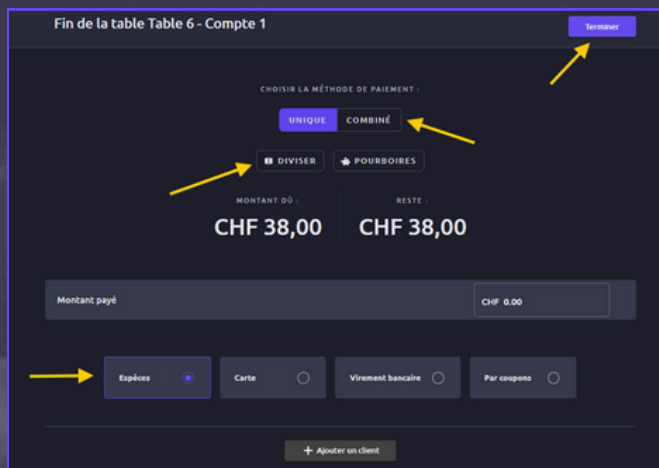 Fin de la table Table 6 - Compte 1
Terminer
CHOISIR LA MÉTHODE DE PAIEMENT :
UNIQUE COMBINÉ
DIVISER POURBOIRES
MONTANT DÛ : RESTE :
CHF 38,00 CHF 38,00
Montant payé CHF 0.00
Espèces Carte Virement bancaire Par coupons
+ Ajouter un client